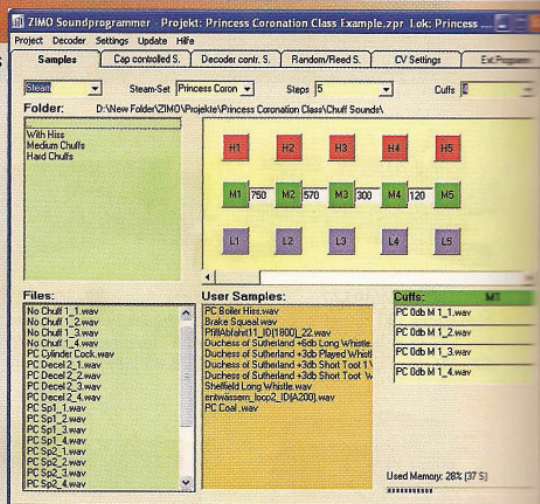 ZIMO Soundprogrammer - Projekt: Princess Coronation Class Example.zpr Lok: Princess ...
Project Decoder Settings Update Hilfe
Samples Cap controlled S. Decoder contr. S. Random/Reed S. CV Settings Ext.Program
Steam Steam-Set Princess Coron Steps 5 Cuffs 4
Folder: D:\New Folder\ZIMO\Projekte\Princess Coronation Class\Chuff Sounds\
..
With Hiss
Medium Chuffs
Hard Chuffs
H1 H2 H3 H4 H5
M1 750 M2 570 M3 300 M4 120 M5
L1 L2 L3 L4 L5
Files:
No Chuff 1_1.wav
No Chuff 1_2.wav
No Chuff 1_3.wav
No Chuff 1_4.wav
PC Cylinder Cock.wav
PC Decel 2_1.wav
PC Decel 2_2.wav
PC Decel 2_3.wav
PC Decel 2_4.wav
PC Sp1_1.wav
PC Sp1_2.wav
PC Sp1_3.wav
PC Sp1_4.wav
PC Sp2_1.wav
PC Sp2_2.wav
PC Sp2_3.wav
PC Sp2_4.wav
User Samples:
PC Boiler Hiss.wav
Brake Squeal.wav
PfiffAbfahrt11_ID(1800)_22.wav
Duchess of Sutherland +6db Long Whistle.
Duchess of Sutherland +3db Played Whistl
Duchess of Sutherland +3db Short Toot 1
Duchess of Sutherland +3db Short Toot
Sheffield Long Whistle.wav
entwässern_loop2_ID(A200).wav
PC Coal .wav
Cuffs: M1
PC 0db M 1_1.wav
PC 0db M 1_2.wav
PC 0db M 1_3.wav
PC 0db M 1_4.wav
Used Memory: 28% (37 S)